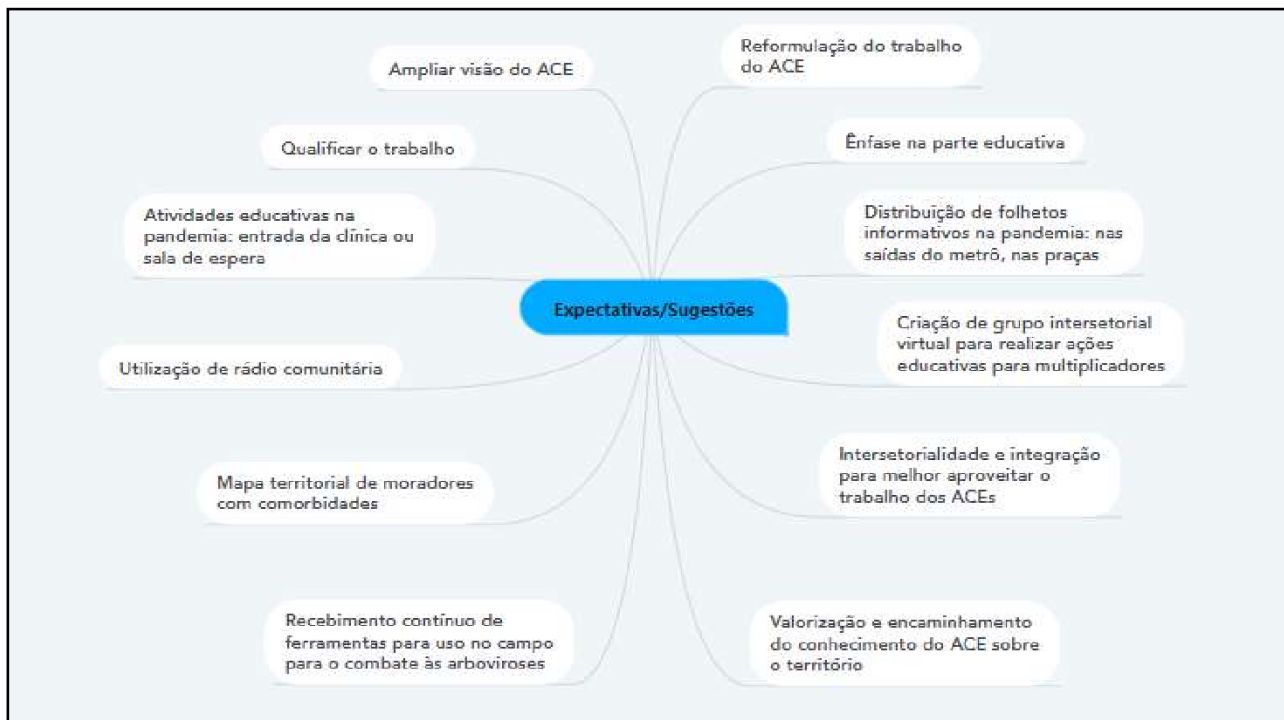 Ampliar visão do ACE
Reformulação do trabalho
do ACE
Qualificar o trabalho
Ênfase na parte educativa
Atividades educativas na
pandemia: entrada da clínica ou
sala de espera
Distribuição de folhetos
informativos na pandemia: nas
saídas do metrô, nas praças
Expectativas/Sugestões
Criação de grupo intersetorial
virtual para realizar ações
educativas para multiplicadores
Utilização de rádio comunitária
Intersetorialidade e integração
para melhor aproveitar o
trabalho dos ACEs
Mapa territorial de moradores
com comorbidades
Recebimento contínuo de
ferramentas para uso no campo
para o combate às arboviroses
Valorização e encaminhamento
do conhecimento do ACE sobre
o território